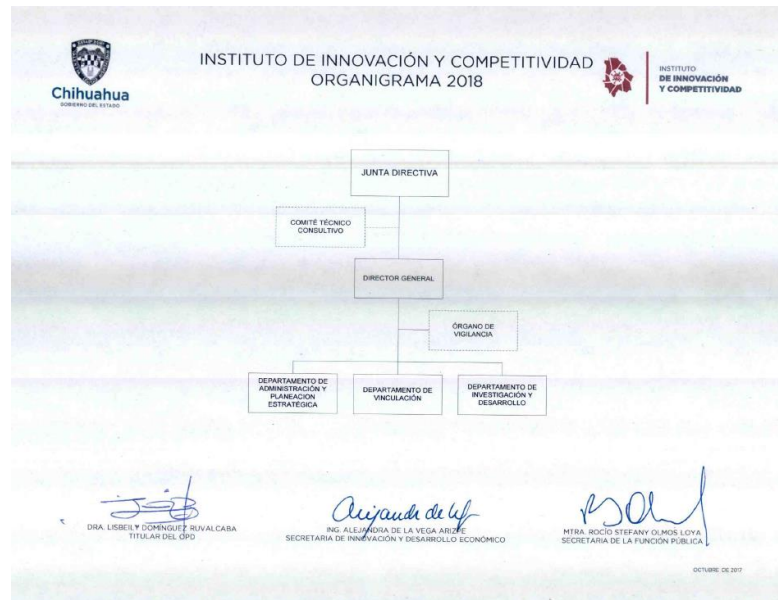 Chihuahua
GOBIERNO DEL ESTADO
INSTITUTO DE INNOVACIÓN Y COMPETITIVIDAD
ORGANIGRAMA 2018
INSTITUTO
DE INNOVACIÓN
Y COMPETITIVIDAD
JUNTA DIRECTIVA
COMITÉ TÉCNICO
CONSULTIVO
DIRECTOR GENERAL
ÓRGANO DE
VIGILANCIA
DEPARTAMENTO DE
ADMINISTRACIÓN Y
PLANEACION
ESTRATÉGICA
DEPARTAMENTO DE
VINCULACIÓN
DEPARTAMENTO DE
INVESTIGACIÓN Y
DESARROLLO
DRA. LISBEILY DOMÍNGUEZ RUVALCABA
TITULAR DEL OPD
ING. ALEJANDRA DE LA VEGA ARIZPE
SECRETARIA DE INNOVACIÓN Y DESARROLLO ECONÓMICO
MTRA. ROCÍO STEFANY OLMOS LOYA
SECRETARIA DE LA FUNCIÓN PÚBLICA
OCTUBRE DE 2017